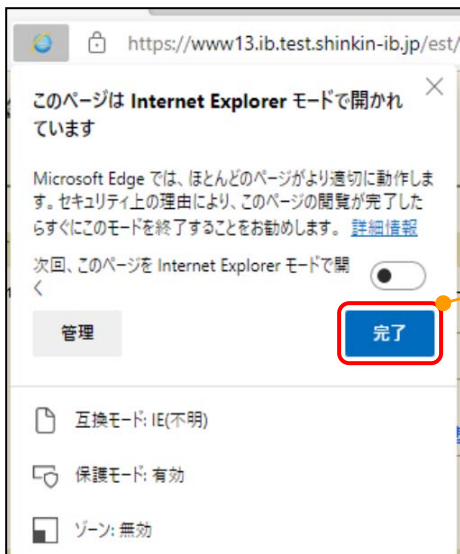 https://www13.ib.test.shinkin-ib.jp/est/
このページは Internet Explorer モードで開かれ
ています
Microsoft Edge では、ほとんどのページがより適切に動作しま
す。セキュリティ上の理由により、このページの閲覧が完了した
らすぐにこのモードを終了することをお勧めします。 詳細情報
次回、このページを Internet Explorer モードで開
く
管理
完了
互換モード: IE(不明)
保護モード: 有効
ゾーン: 無効